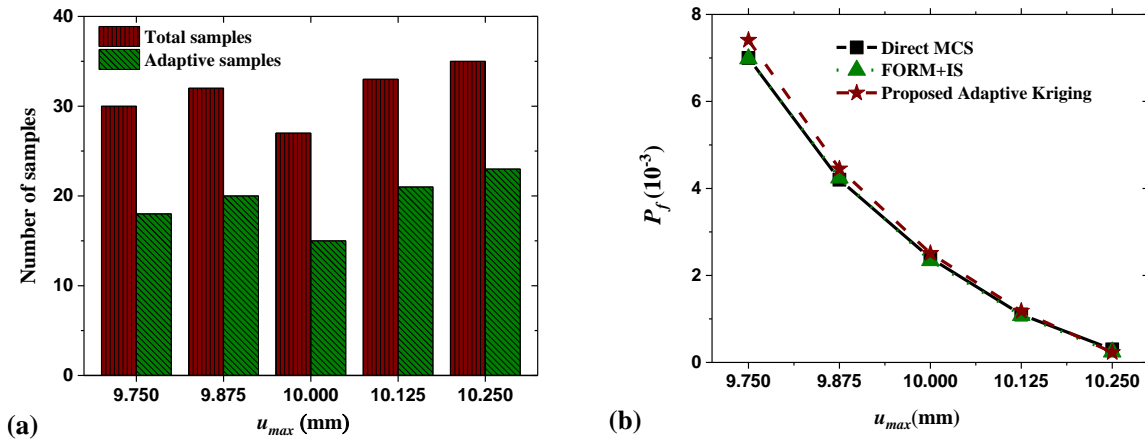 40
30
20
10
0
Number of samples
Total samples
Adaptive samples
9.750 9.875 10.000 10.125 10.250
u_max (mm)
(a)
8
6
4
2
0
P_f (10^-3)
Direct MCS
FORM+IS
Proposed Adaptive Kriging
9.750 9.875 10.000 10.125 10.250
u_max(mm)
(b)